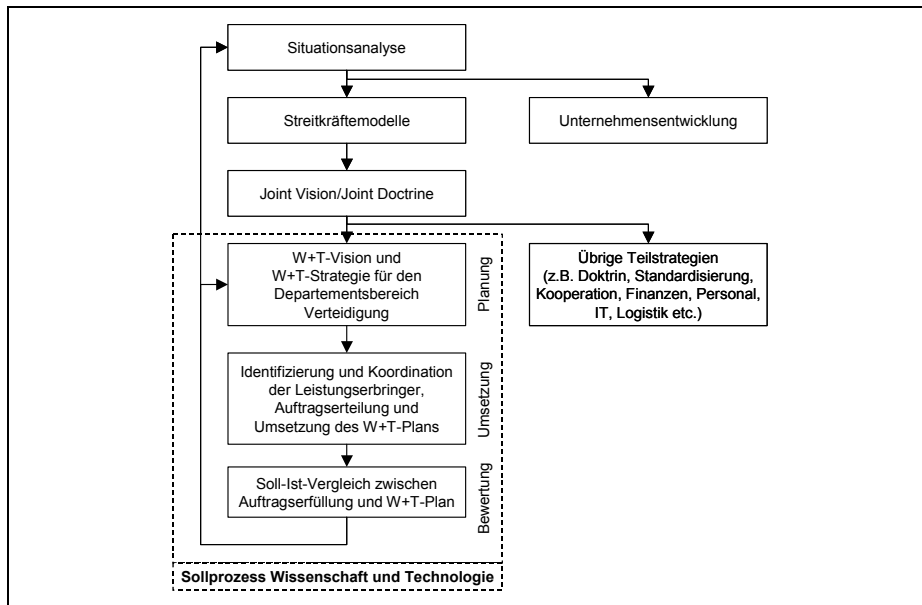 Situationsanalyse
Streitkräftemodelle
Unternehmensentwicklung
Joint Vision/Joint Doctrine
W+T-Vision und
W+T-Strategie für den
Departementsbereich
Verteidigung
Planung
Übrige Teilstrategien
(z.B. Doktrin, Standardisierung,
Kooperation, Finanzen, Personal,
IT, Logistik etc.)
Identifizierung und Koordination
der Leistungserbringer,
Auftragserteilung und
Umsetzung des W+T-Plans
Umsetzung
Soll-Ist-Vergleich zwischen
Auftragserfüllung und W+T-Plan
Bewertung
Sollprozess Wissenschaft und Technologie